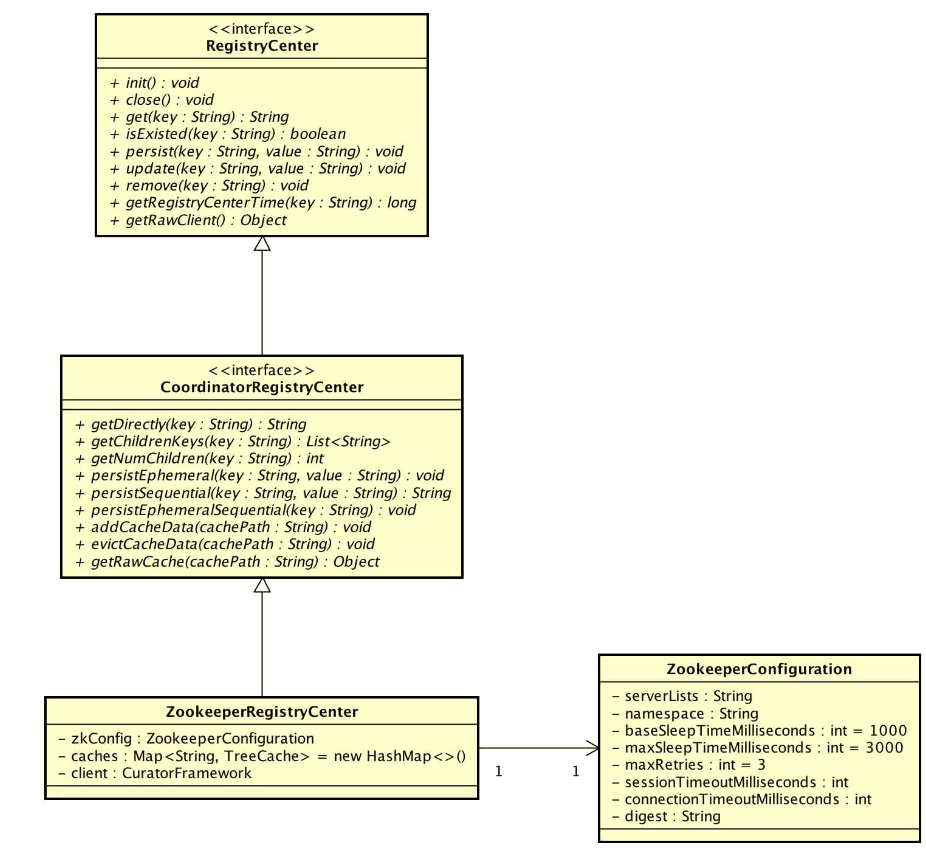 <<interface>>
RegistryCenter
+ init() : void
+ close() : void
+ get(key : String) : String
+ isExisted(key : String) : boolean
+ persist(key : String, value : String) : void
+ update(key : String, value : String) : void
+ remove(key : String) : void
+ getRegistryCenterTime(key : String) : long
+ getRawClient() : Object
<<interface>>
CoordinatorRegistryCenter
+ getDirectly(key : String) : String
+ getChildrenKeys(key : String) : List<String>
+ getNumChildren(key : String) : int
+ persistEphemeral(key : String, value : String) : void
+ persistSequential(key : String, value : String) : String
+ persistEphemeralSequential(key : String) : void
+ addCacheData(cachePath : String) : void
+ evictCacheData(cachePath : String) : void
+ getRawCache(cachePath : String) : Object
ZookeeperRegistryCenter
- zkConfig : ZookeeperConfiguration
- caches : Map<String, TreeCache> = new HashMap<>()
- client : CuratorFramework
1 1
ZookeeperConfiguration
- serverLists : String
- namespace : String
- baseSleepTimeMilliseconds : int = 1000
- maxSleepTimeMilliseconds : int = 3000
- maxRetries : int = 3
- sessionTimeoutMilliseconds : int
- connectionTimeoutMilliseconds : int
- digest : String